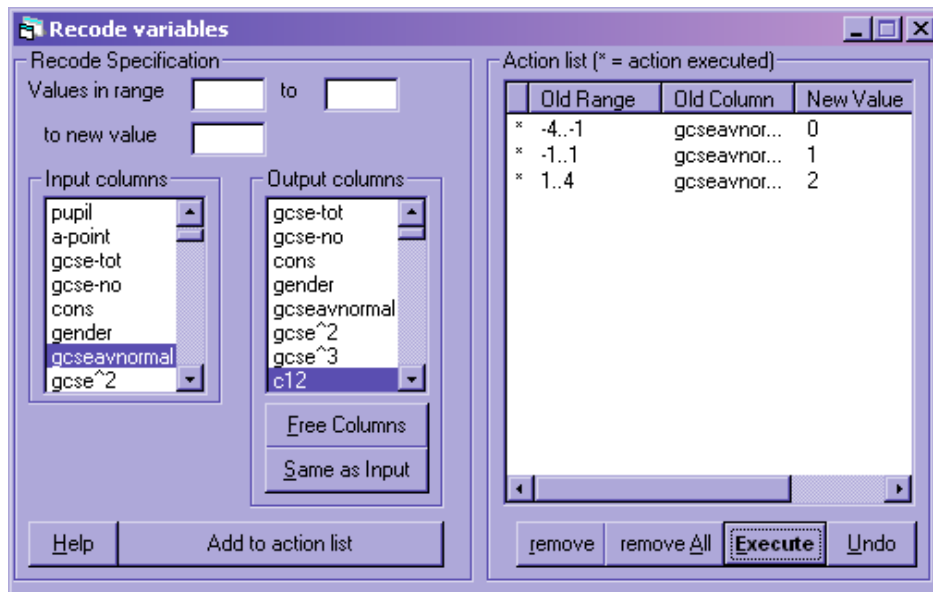 Recode variables
Recode Specification
Values in range to
to new value
Input columns
pupil
a-point
gcse-tot
gcse-no
cons
gender
gcseavnormal
gcse^2
Output columns
gcse-tot
gcse-no
cons
gender
gcseavnormal
gcse^2
gcse^3
c12
Free Columns
Same as Input
Help Add to action list
Action list (* = action executed)
Old Range Old Column New Value
* -4..-1 gcseavnor... 0
* -1..1 gcseavnor... 1
* 1..4 gcseavnor... 2
remove remove All Execute Undo